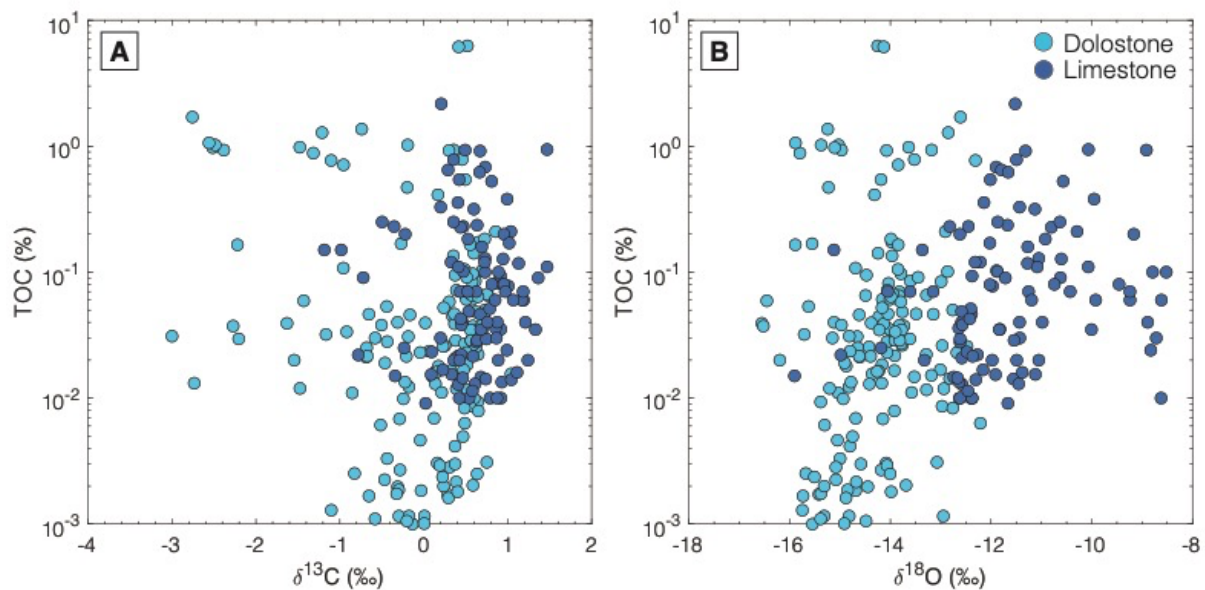 A
B
Dolostone
Limestone
10¹
10⁰
10⁻¹
10⁻²
10⁻³
TOC (%)
-4
-3
-2
-1
0
1
2
δ¹³C (‰)
10¹
10⁰
10⁻¹
10⁻²
10⁻³
TOC (%)
-18
-16
-14
-12
-10
-8
δ¹⁸O (‰)